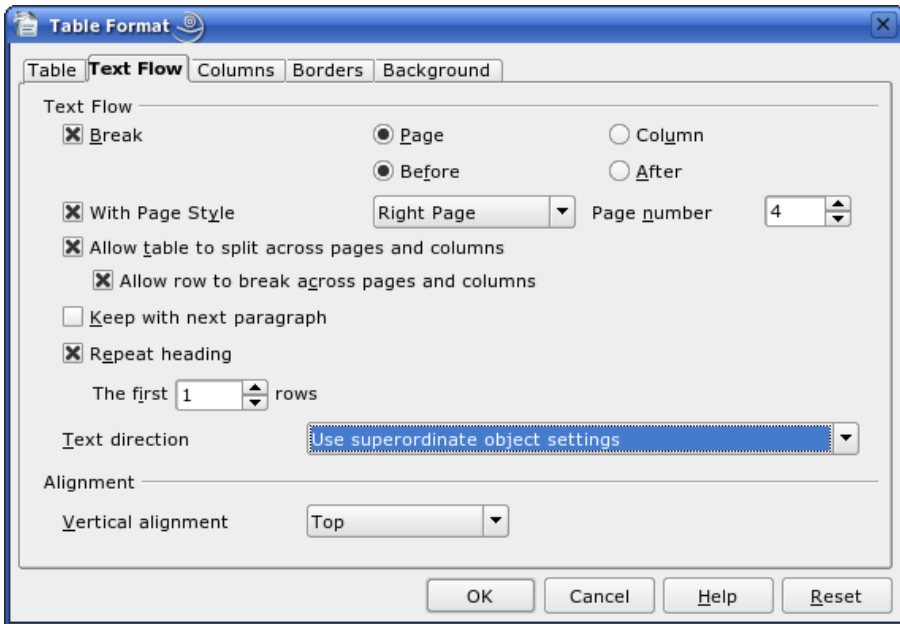 Table Format
Table Text Flow Columns Borders Background
Text Flow
Break Page Column
Before After
With Page Style Right Page Page number 4
Allow table to split across pages and columns
Allow row to break across pages and columns
Keep with next paragraph
Repeat heading
The first 1 rows
Text direction Use superordinate object settings
Alignment
Vertical alignment Top
OK Cancel Help Reset